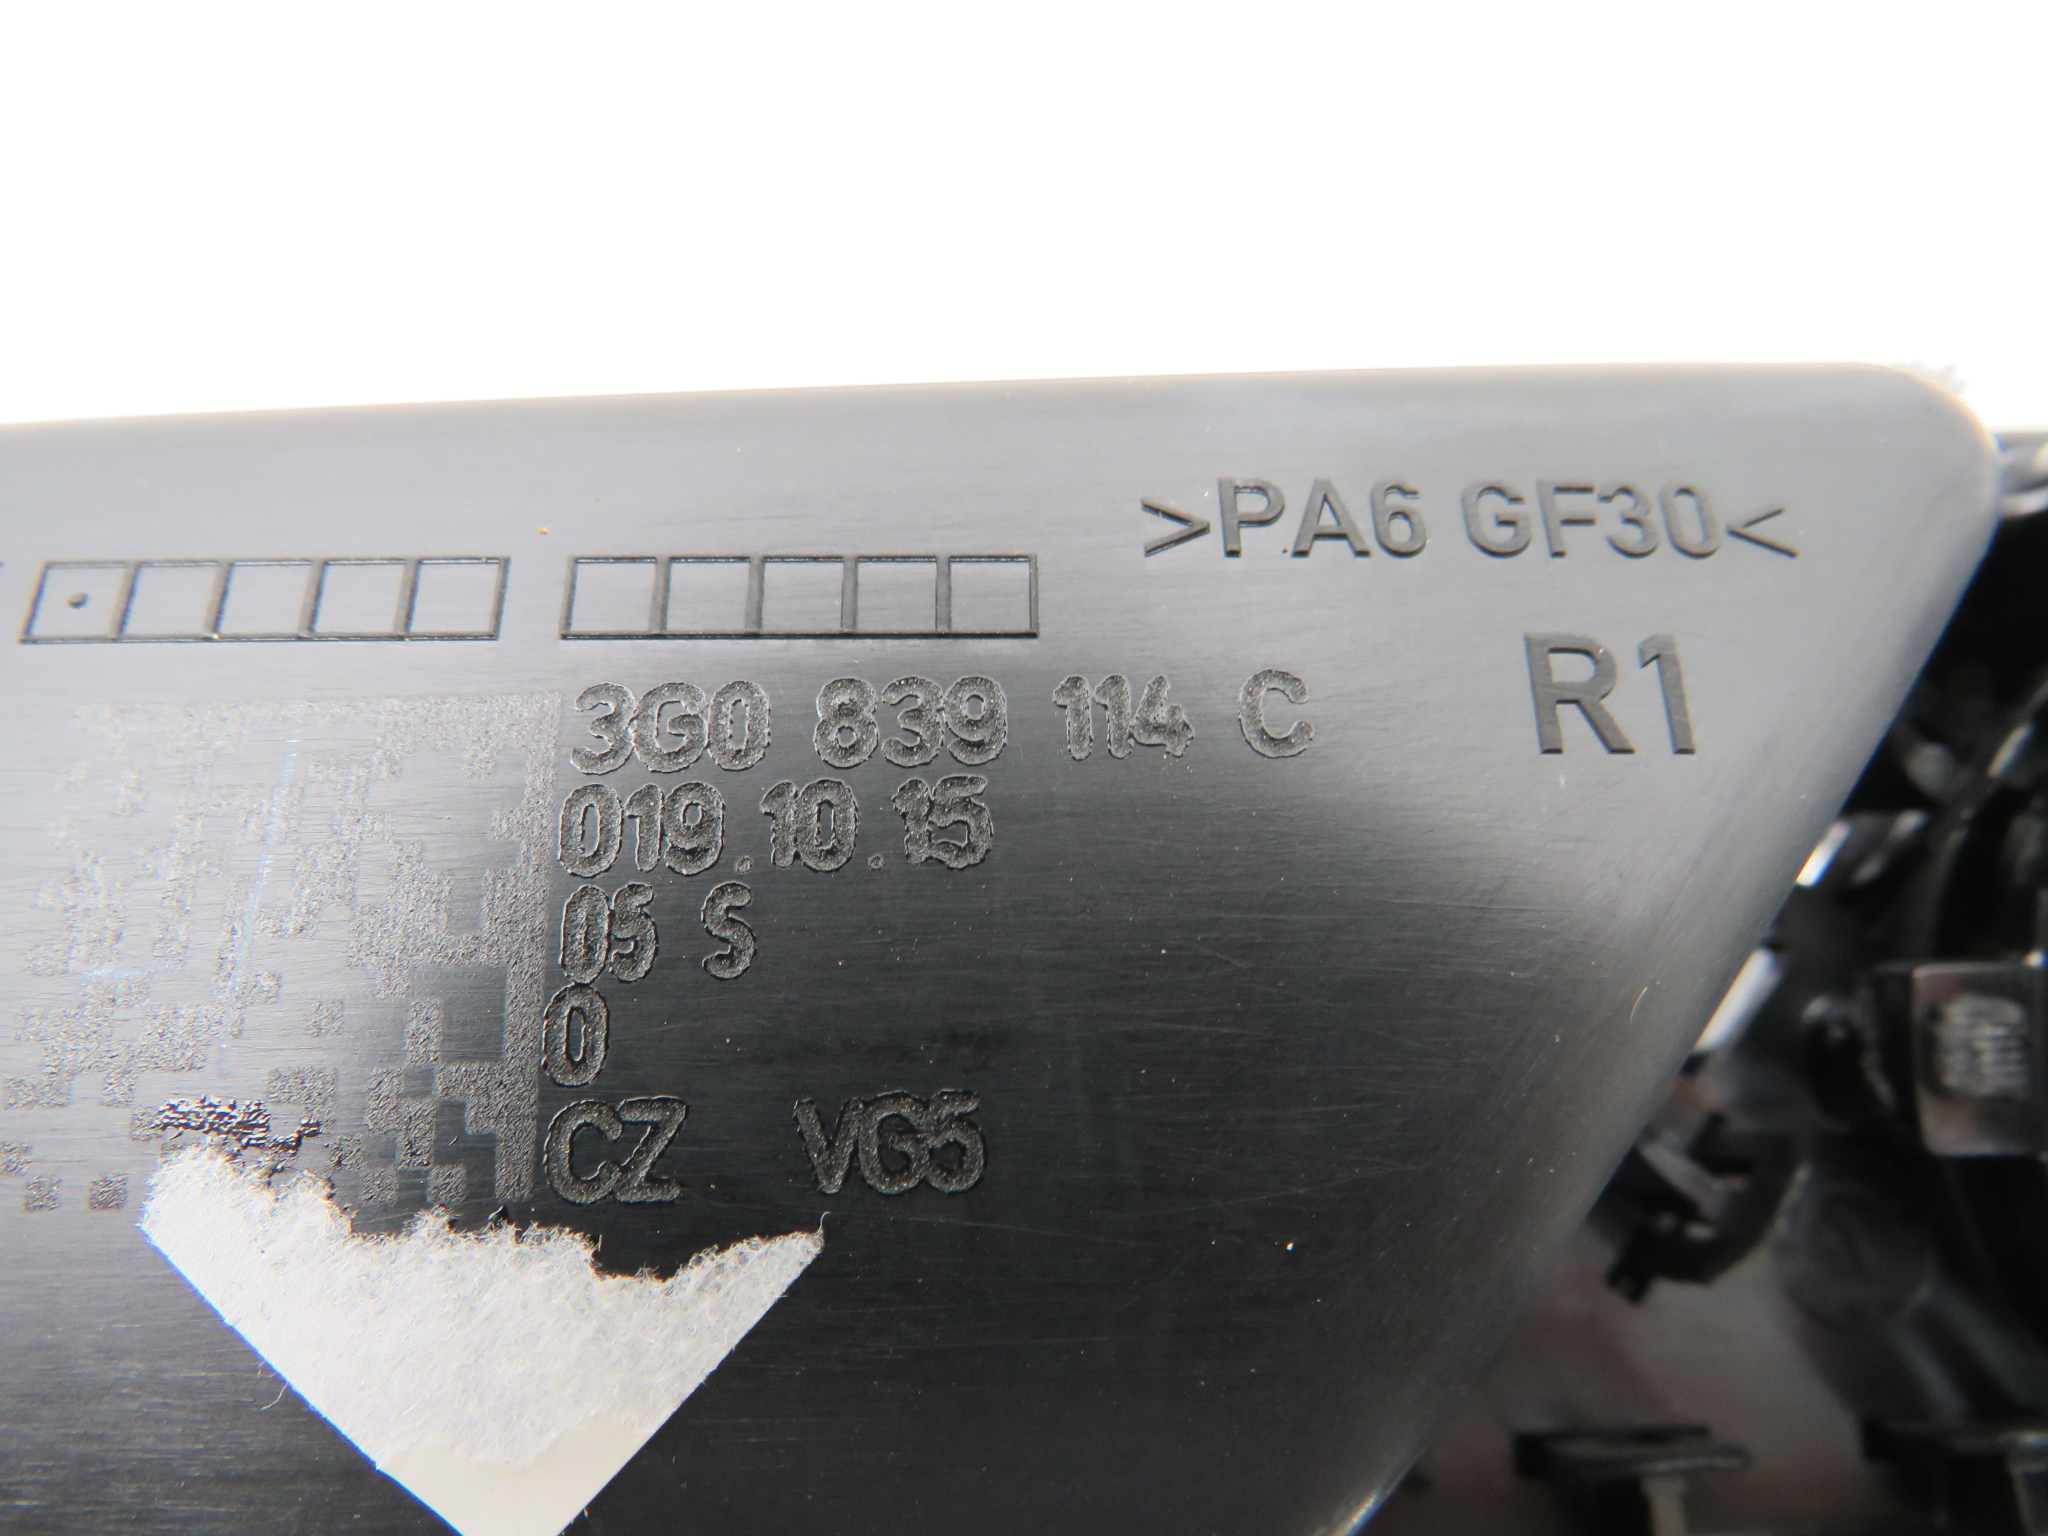 >PA6 GF30<
R1
3G0 839 114 C
019.10.15
05 S
0
CZ VG5